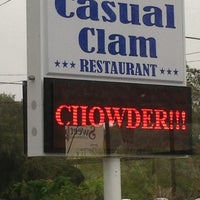 Casual
Clam
★★★ RESTAURANT ★★★
CHOWDER!!!